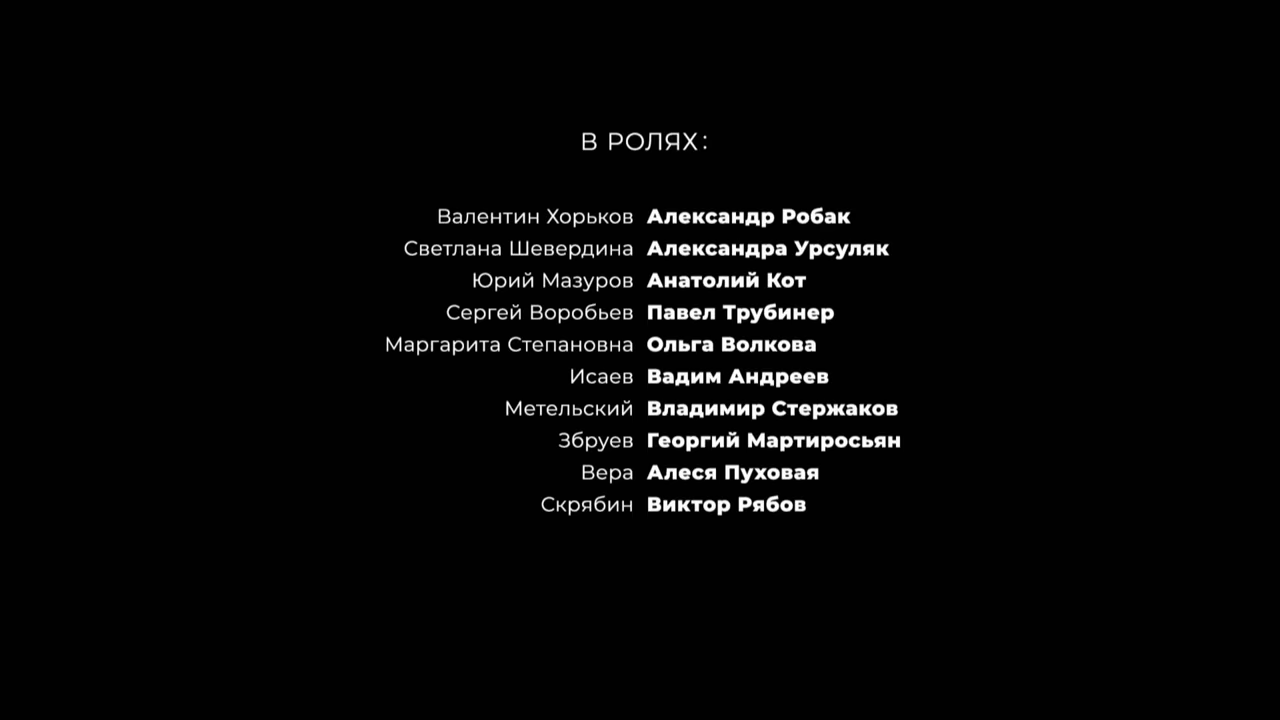 В РОЛЯХ:
Валентин Хорьков Александр Робак
Светлана Шевердина Александра Урсуляк
Юрий Мазуров Анатолий Кот
Сергей Воробьев Павел Трубинер
Маргарита Степановна Ольга Волкова
Исаев Вадим Андреев
Метельский Владимир Стержаков
Збруев Георгий Мартиросьян
Вера Алеся Пуховая
Скрябин Виктор Рябов